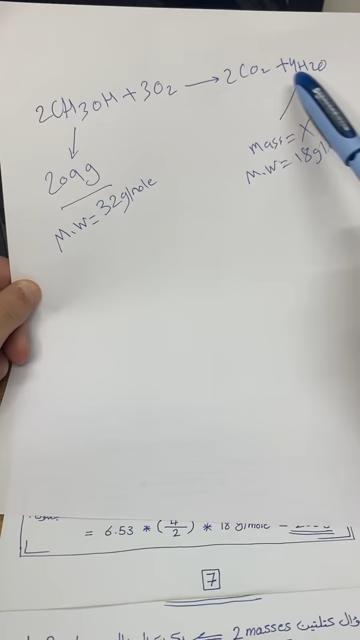 2CH3OH + 3O2 → 2CO2 + 4H2O
209g
M.W = 32g/mole
mass = X
M.W = 18g/
= 6.53 * (4/2) * 18 g/mole =
7
2 masses